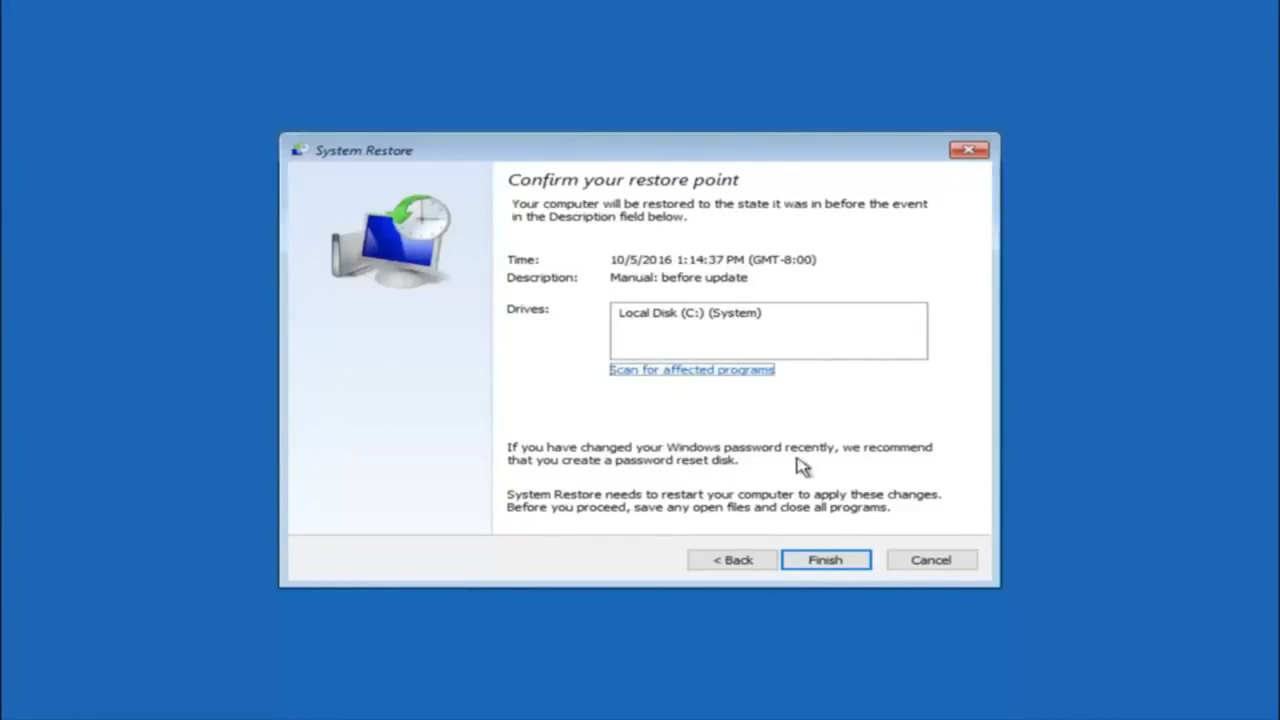 System Restore
Confirm your restore point
Your computer will be restored to the state it was in before the event
in the Description field below.
Time: 10/5/2016 1:14:37 PM (GMT-8:00)
Description: Manual: before update
Drives: Local Disk (C:) (System)
Scan for affected programs
If you have changed your Windows password recently, we recommend
that you create a password reset disk.
System Restore needs to restart your computer to apply these changes.
Before you proceed, save any open files and close all programs.
< Back Finish Cancel